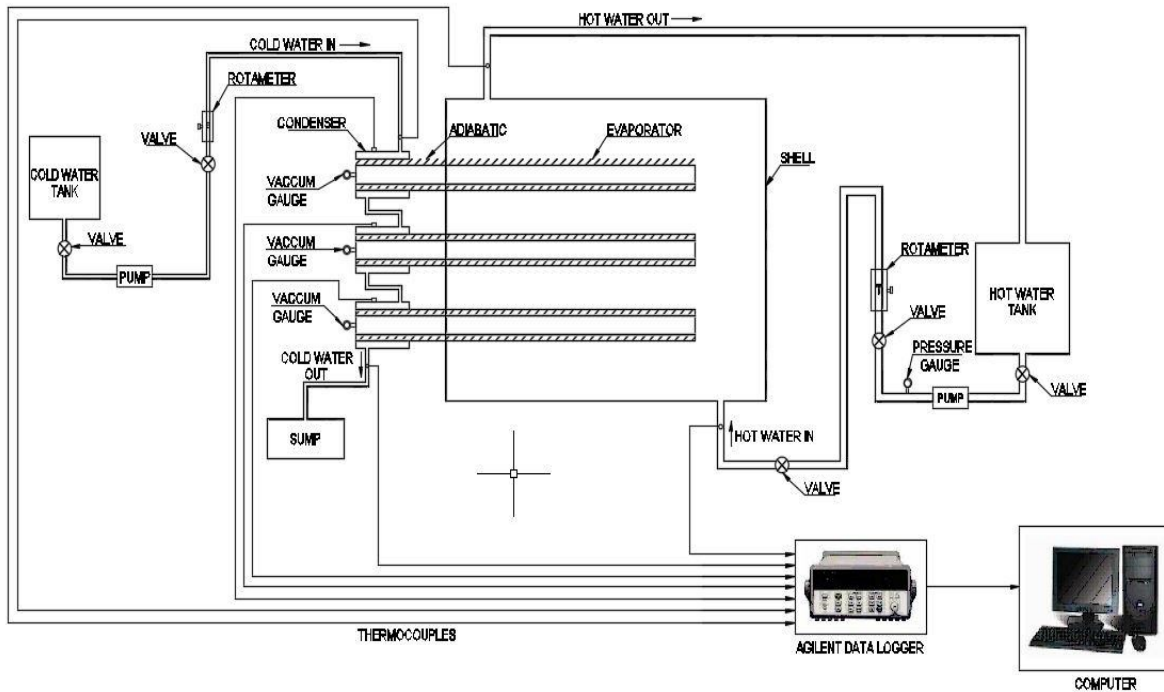 HOT WATER OUT
COLD WATER IN
ROTAMETER
CONDENSER
ADIABATIC
EVAPORATOR
VALVE
SHELL
COLD WATER
TANK
VACCUM
GAUGE
VALVE
PUMP
VACCUM
GAUGE
ROTAMETER
HOT WATER
TANK
VACCUM
GAUGE
VALVE
PRESSURE
GAUGE
COLD WATER
OUT
PUMP
VALVE
SUMP
HOT WATER IN
VALVE
THERMOCOUPLES
AGILENT DATA LOGGER
COMPUTER